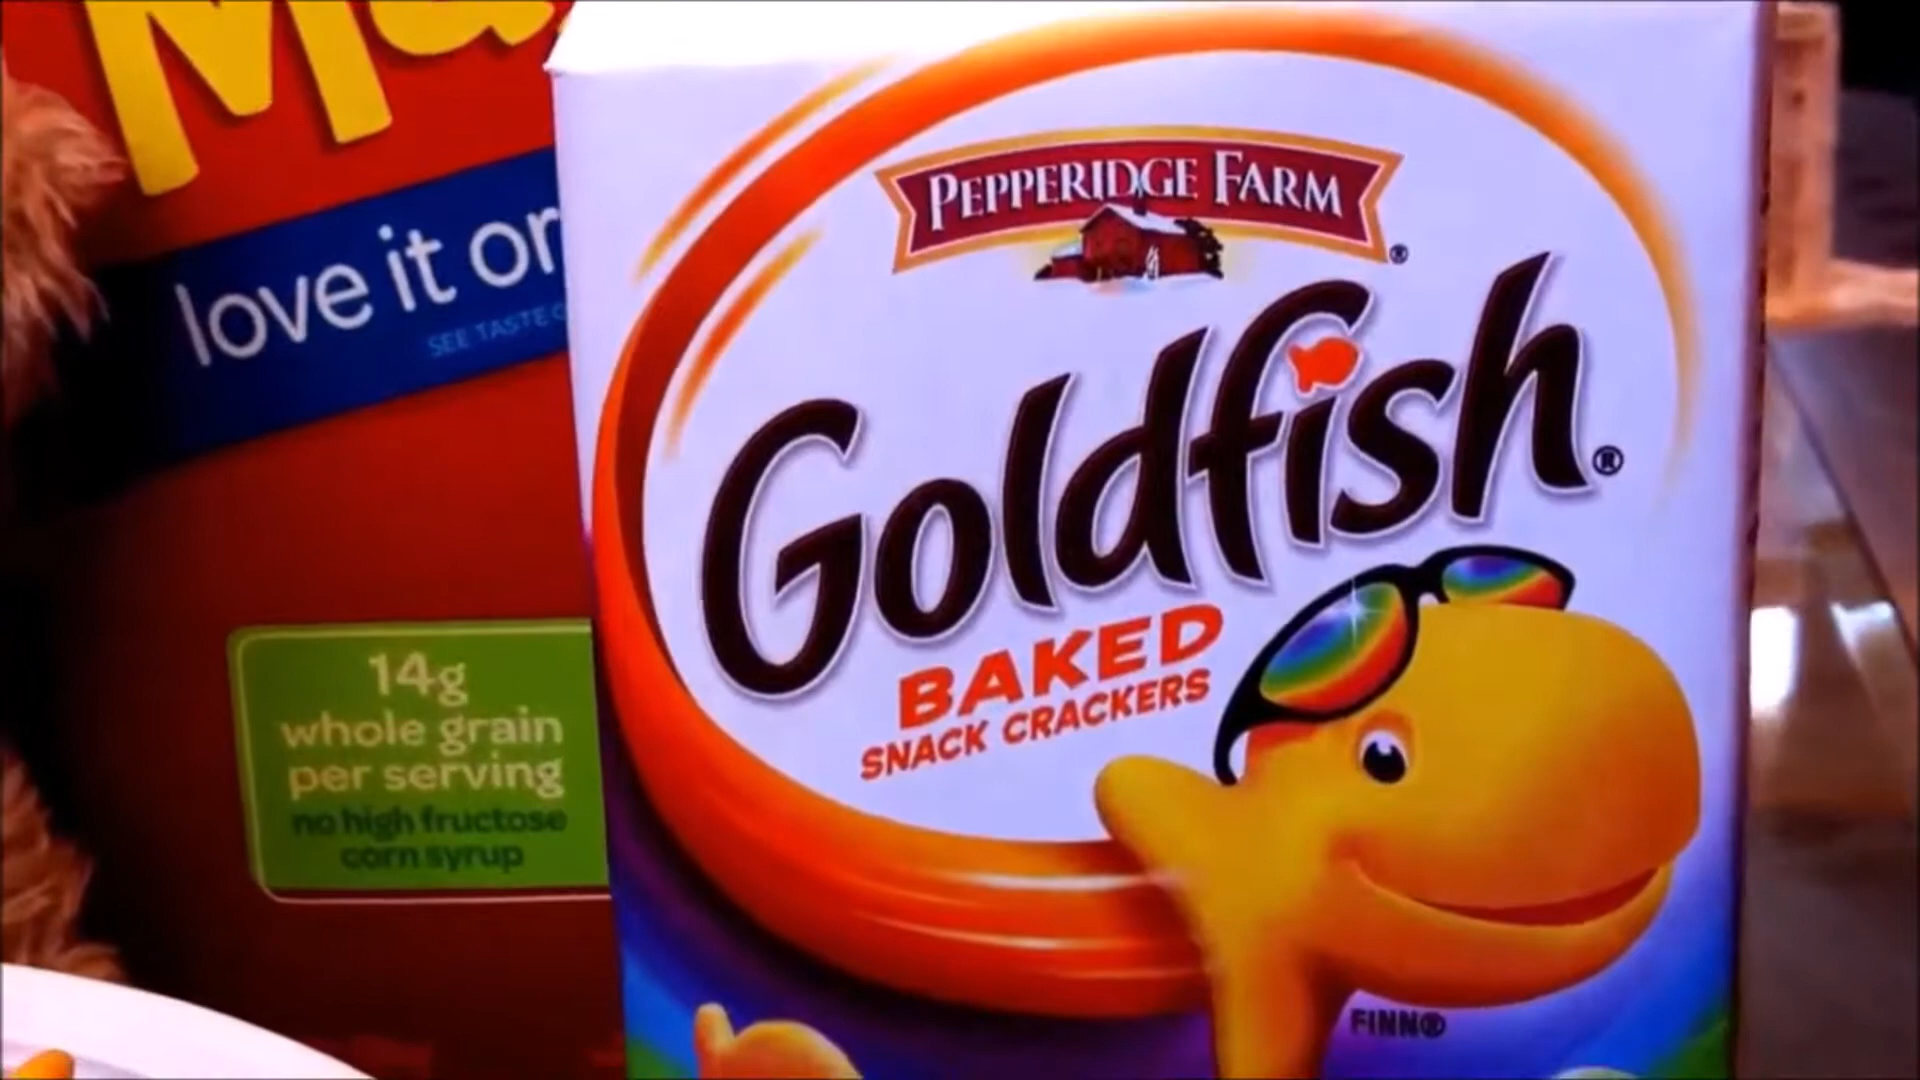 love it or
SEE TASTE
14g
whole grain
per serving
no high fructose
corn syrup
PEPPERIDGE FARM
®
Goldfish®
BAKED
SNACK CRACKERS
FINN®